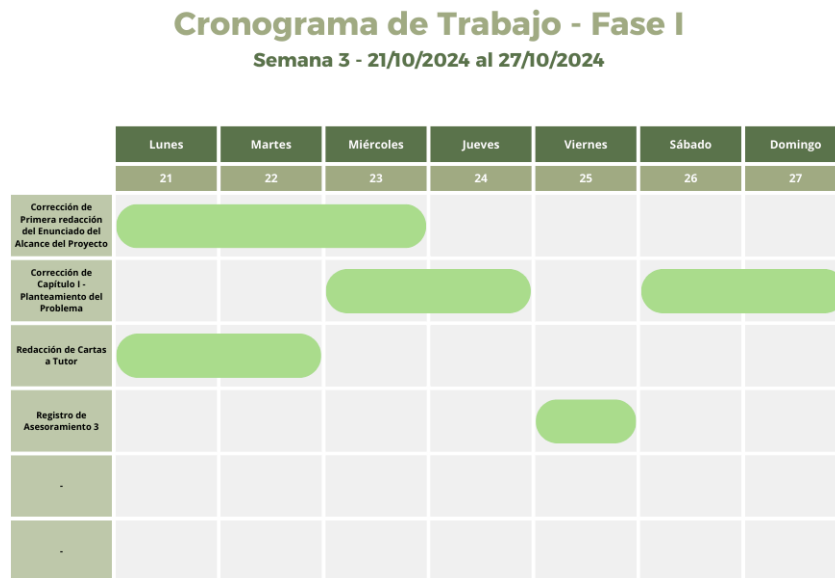 Cronograma de Trabajo - Fase I
Semana 3 - 21/10/2024 al 27/10/2024
Lunes Martes Miércoles Jueves Viernes Sábado Domingo
21 22 23 24 25 26 27
Corrección de
Primera redacción
del Enunciado del
Alcance del Proyecto
Corrección de
Capítulo I -
Planteamiento del
Problema
Redacción de Cartas
a Tutor
Registro de
Asesoramiento 3
-
-